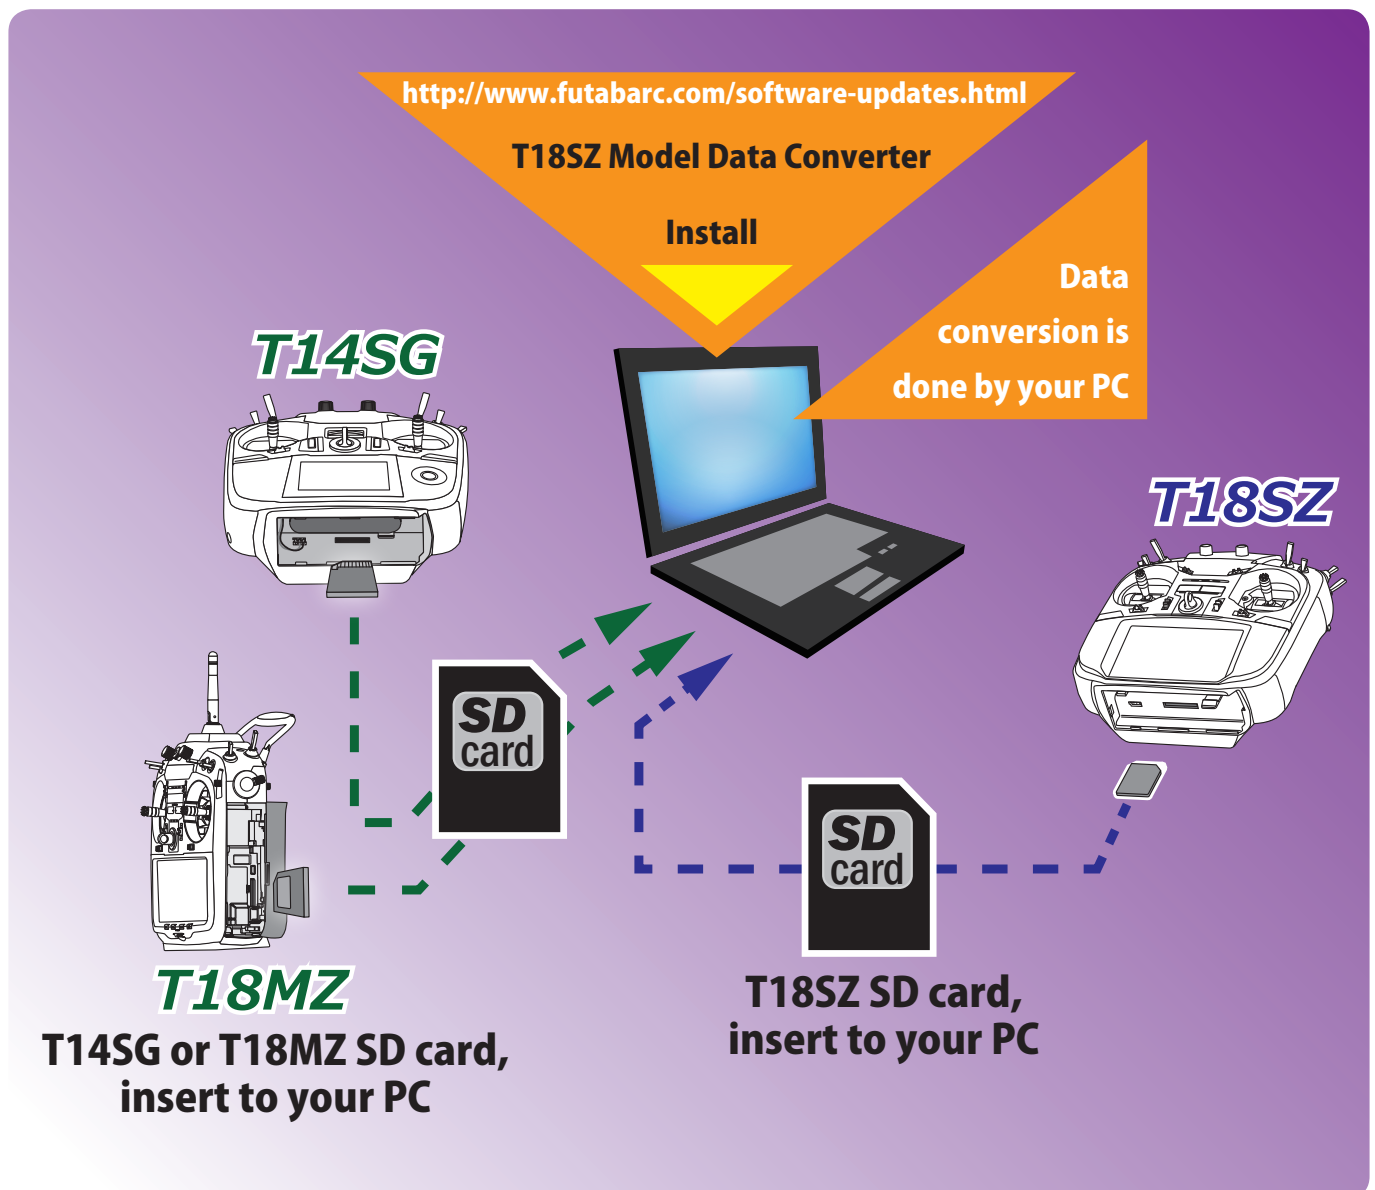 http://www.futabarc.com/software-updates.html
T18SZ Model Data Converter
Install
Data
conversion is
done by your PC
T14SG
T18SZ
SD
card
SD
card
T18MZ
T14SG or T18MZ SD card,
insert to your PC
T18SZ SD card,
insert to your PC